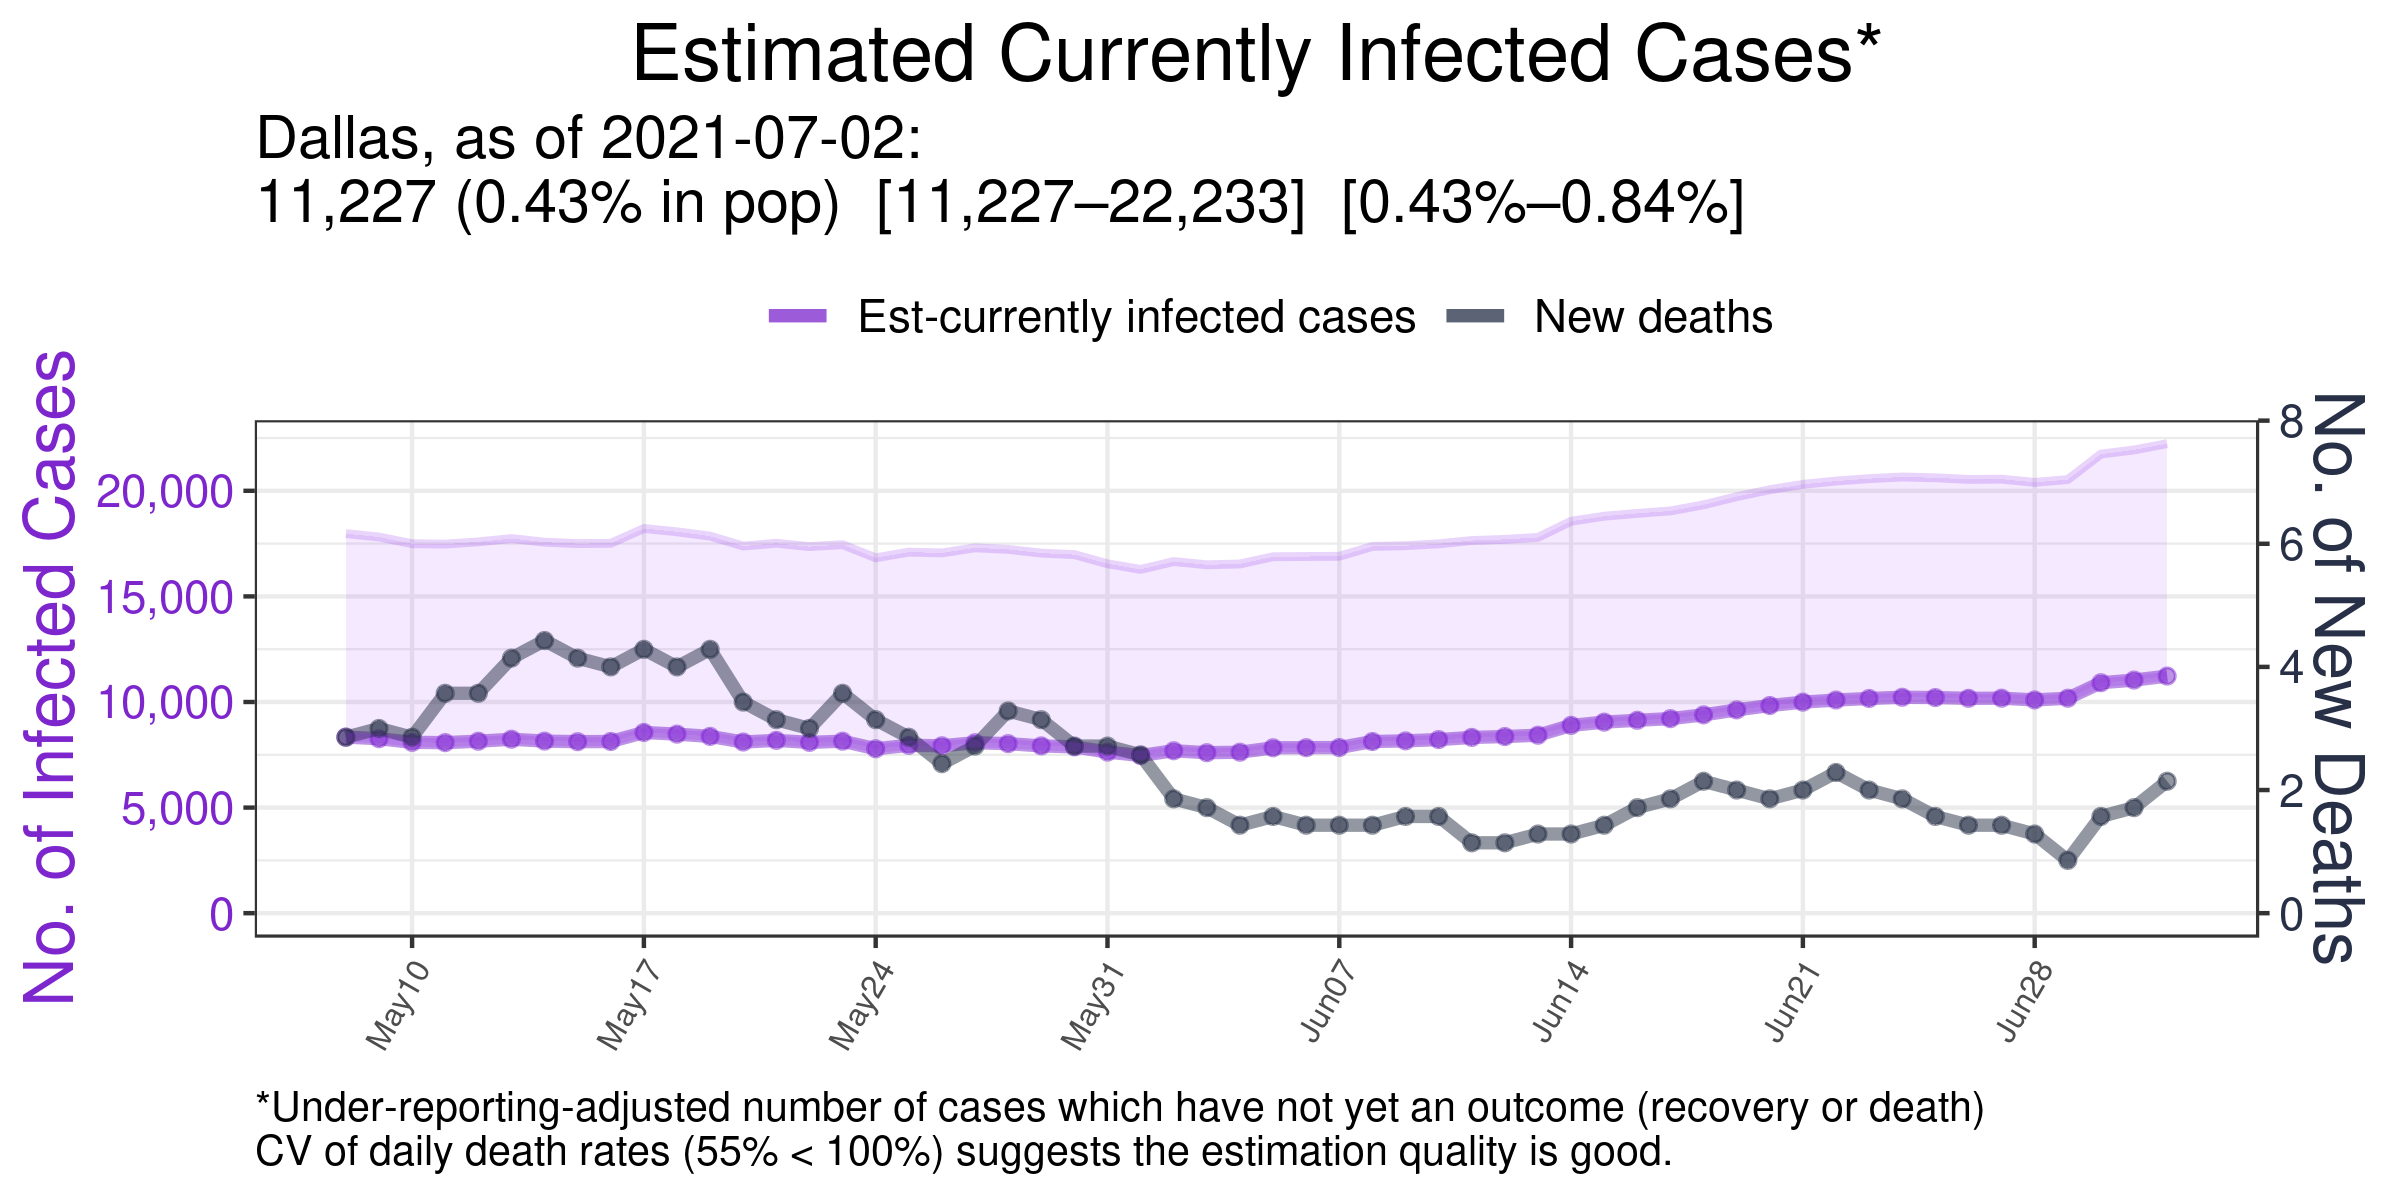 Estimated Currently Infected Cases*
Dallas, as of 2021-07-02:
11,227 (0.43% in pop)  [11,227–22,233]  [0.43%–0.84%]
Est-currently infected cases
New deaths
No. of Infected Cases
20,000
15,000
10,000
5,000
0
8
6
4
2
0
No. of New Deaths
May10
May17
May24
May31
Jun07
Jun14
Jun21
Jun28
*Under-reporting-adjusted number of cases which have not yet an outcome (recovery or death)
CV of daily death rates (55% < 100%) suggests the estimation quality is good.